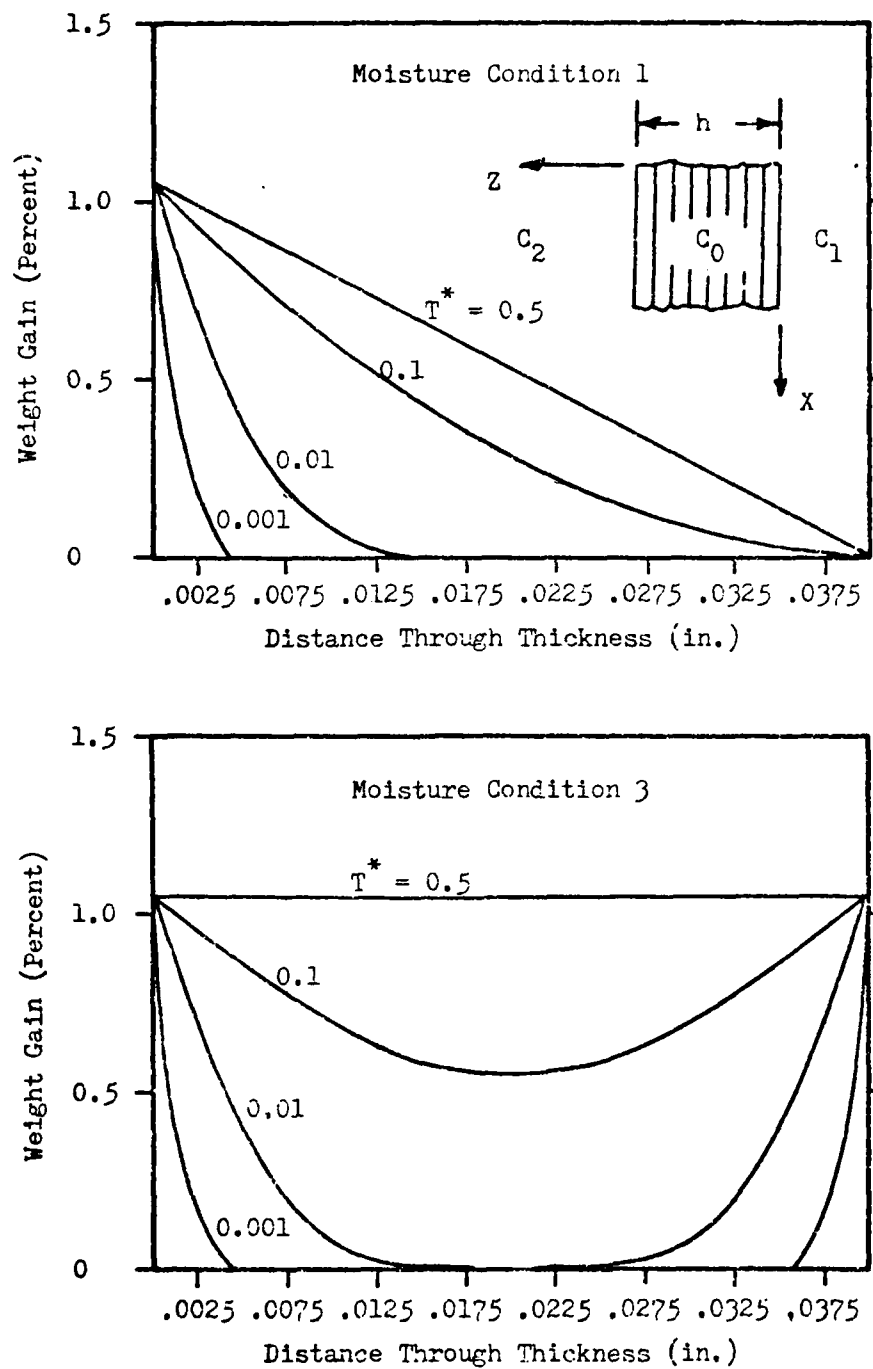 1.5
Moisture Condition 1
h
Z
C2
C0
C1
X
Weight Gain (Percent)
1.0
0.5
0
T* = 0.5
0.1
0.01
0.001
.0025 .0075 .0125 .0175 .0225 .0275 .0325 .0375
Distance Through Thickness (in.)
1.5
Moisture Condition 3
T* = 0.5
Weight Gain (Percent)
1.0
0.5
0
0.1
0.01
0.001
.0025 .0075 .0125 .0175 .0225 .0275 .0325 .0375
Distance Through Thickness (in.)